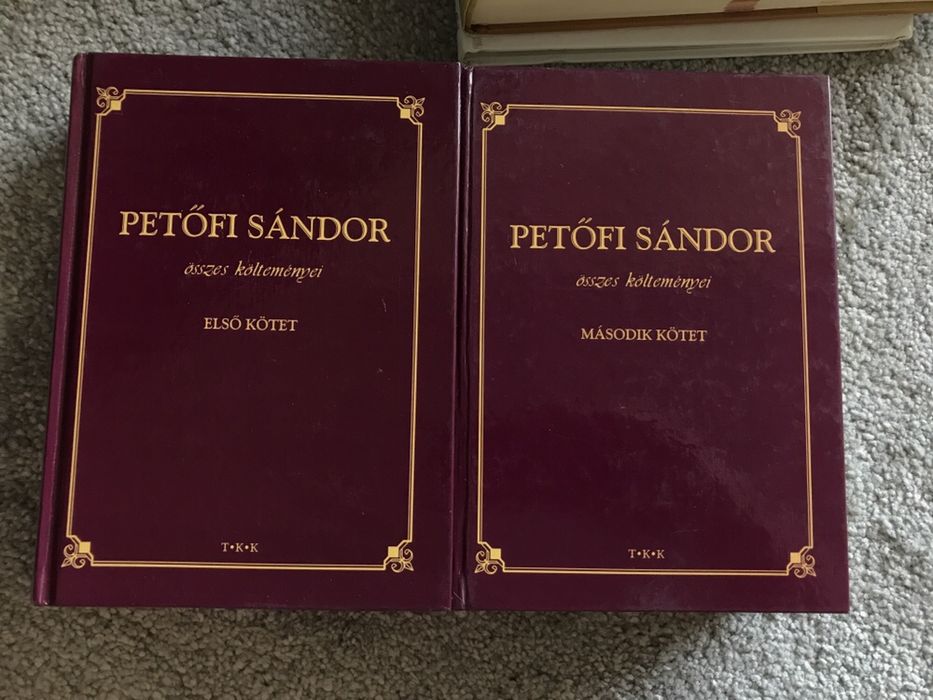 PETŐFI SÁNDOR
összes költeményei
ELSŐ KÖTET
T•K•K
PETŐFI SÁNDOR
összes költeményei
MÁSODIK KÖTET
T•K•K